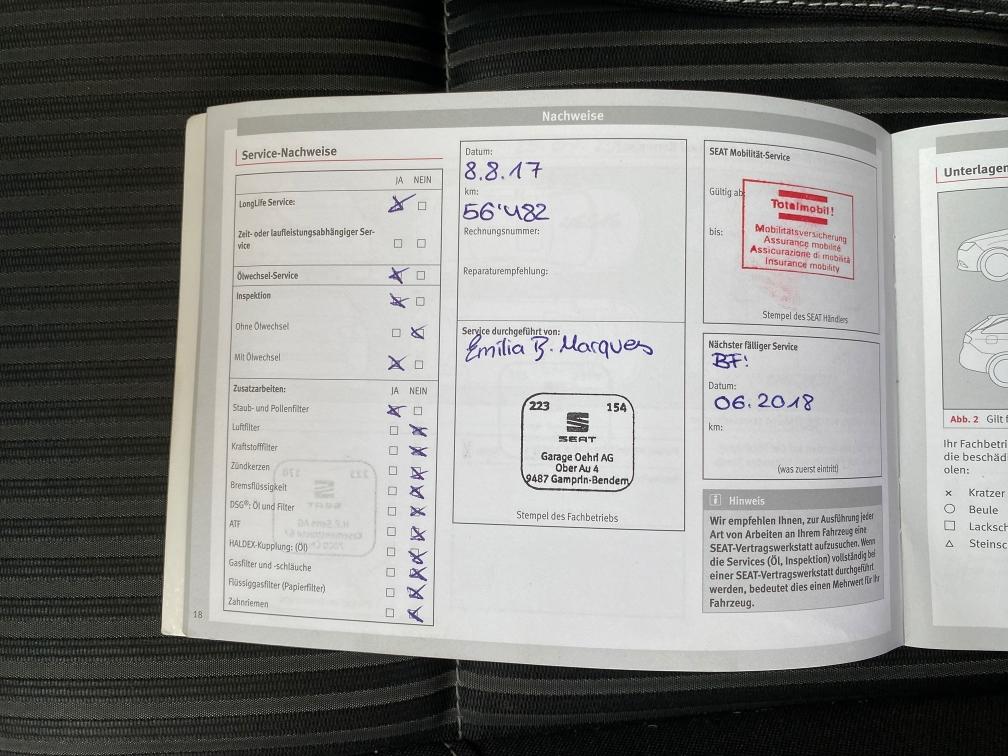 Nachweise
Service-Nachweise
JA NEIN
LongLife Service:
Zeit- oder laufleistungsabhängiger Ser-
vice
Ölwechsel-Service
Inspektion
Ohne Ölwechsel
Mit Ölwechsel
Zusatzarbeiten: JA NEIN
Staub- und Pollenfilter
Luftfilter
Kraftstofffilter
Zündkerzen
Bremsflüssigkeit
DSG®: Öl und Filter
ATF
HALDEX-Kupplung: (Öl)
Gasfilter und -schläuche
Flüssiggasfilter (Papierfilter)
Zahnriemen
18
Datum:
8.8.17
km:
56'482
Rechnungsnummer:
Reparaturempfehlung:
Service durchgeführt von:
Emilia B. Marques
223 154
SEAT
Garage Oehri AG
Ober Au 4
9487 Gamprin-Bendern
Stempel des Fachbetriebs
SEAT Mobilität-Service
Gültig ab:
Totalmobil!
bis:
Mobilitätsversicherung
Assurance mobilité
Assicurazione di mobilità
Insurance mobility
Stempel des SEAT Händlers
Nächster fälliger Service
BF!
Datum:
06.2018
km:
(was zuerst eintritt)
i Hinweis
Wir empfehlen Ihnen, zur Ausführung jeder
Art von Arbeiten an Ihrem Fahrzeug eine
SEAT-Vertragswerkstatt aufzusuchen. Wenn
die Services (Öl, Inspektion) vollständig bei
einer SEAT-Vertragswerkstatt durchgeführt
werden, bedeutet dies einen Mehrwert für Ihr
Fahrzeug.
Unterlagen
Abb. 2 Gilt f
Ihr Fachbetri
die beschäd
olen:
× Kratzer
Beule
Lacksch
Steinsc